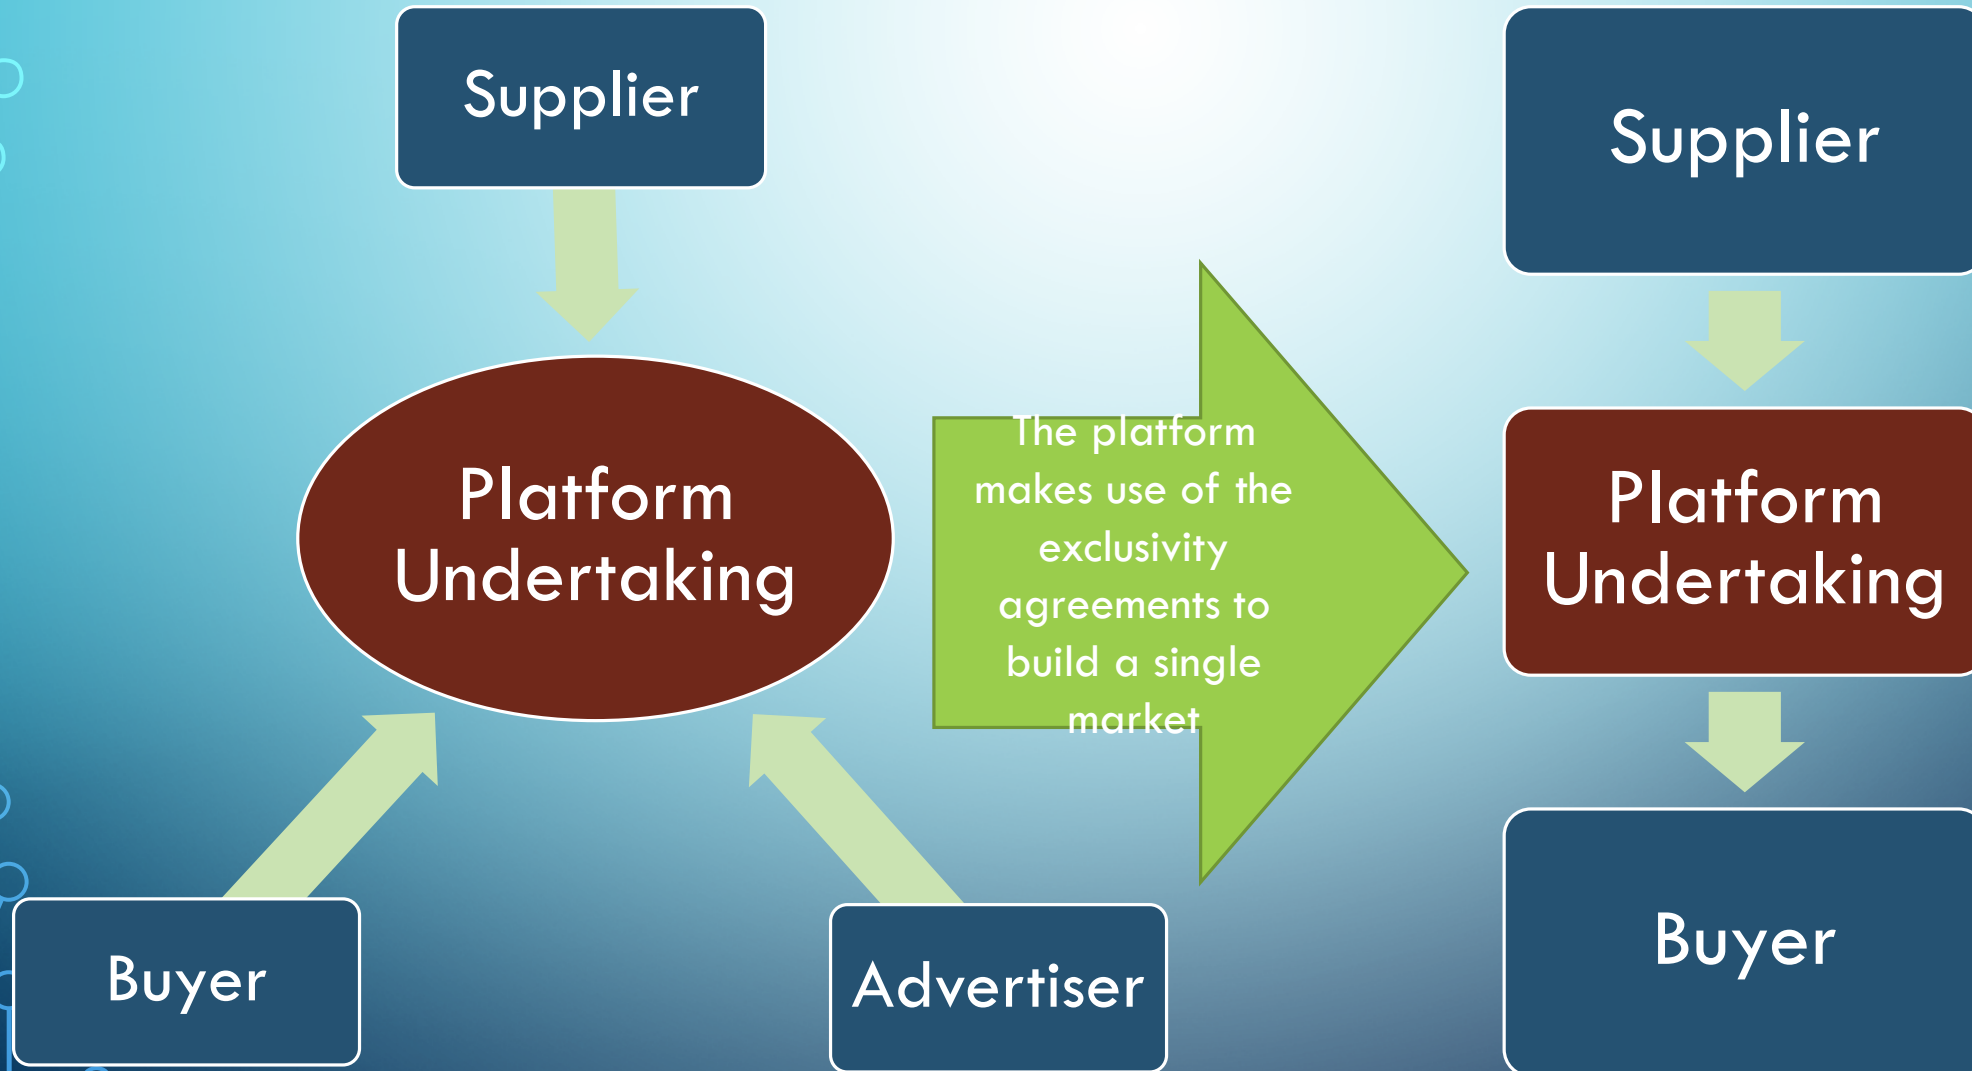 Supplier
Platform
Undertaking
Buyer
Advertiser
The platform
makes use of the
exclusivity
agreements to
build a single
market
Supplier
Platform
Undertaking
Buyer